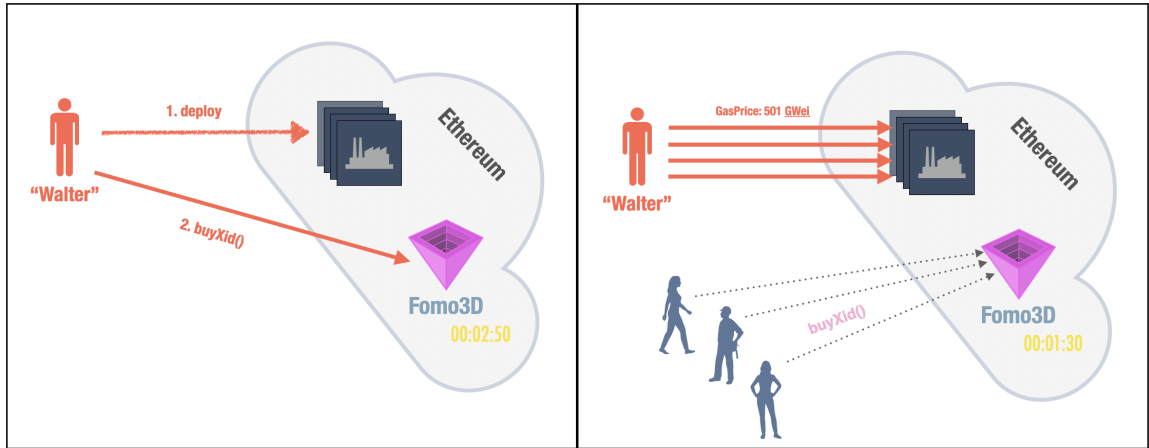 1. deploy
Ethereum
“Walter”
2. buyXid()
Fomo3D
00:02:50
GasPrice: 501 GWei
Ethereum
“Walter”
buyXid()
Fomo3D
00:01:30